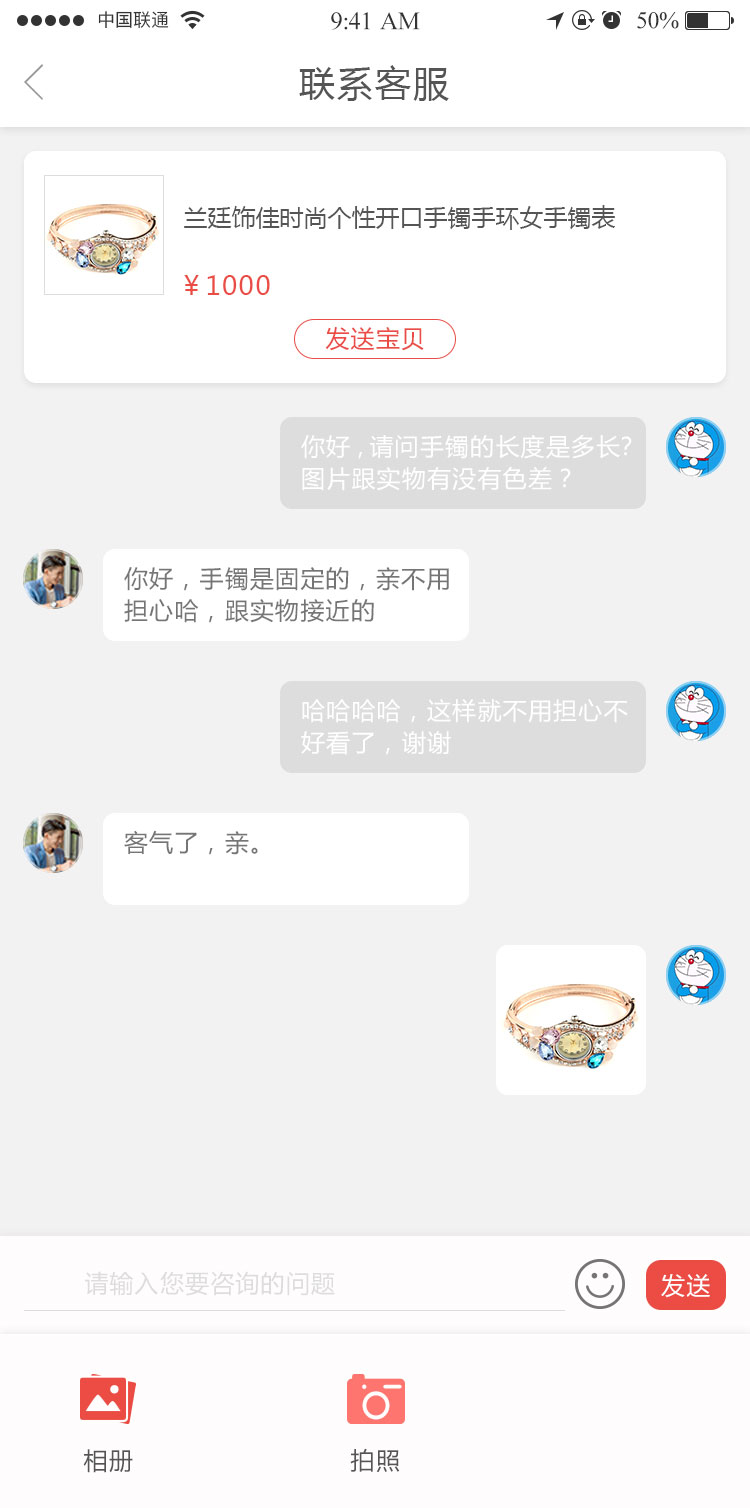 中国联通
9:41 AM
50%
联系客服
兰廷饰佳时尚个性开口手镯手环女手镯表
¥ 1000
发送宝贝
你好,请问手镯的长度是多长?
图片跟实物有没有色差？
你好，手镯是固定的，亲不用
担心哈，跟实物接近的
哈哈哈哈，这样就不用担心不
好看了，谢谢
客气了，亲。
请输入您要咨询的问题
发送
相册
拍照